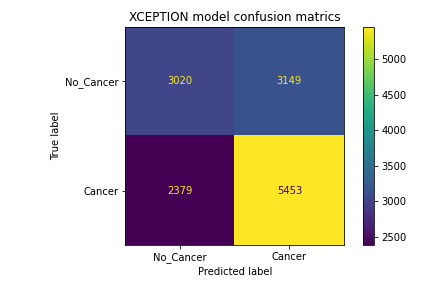 XCEPTION model confusion matrics
No_Cancer
3020
3149
Cancer
2379
5453
No_Cancer
Cancer
Predicted label
True label
5000
4500
4000
3500
3000
2500